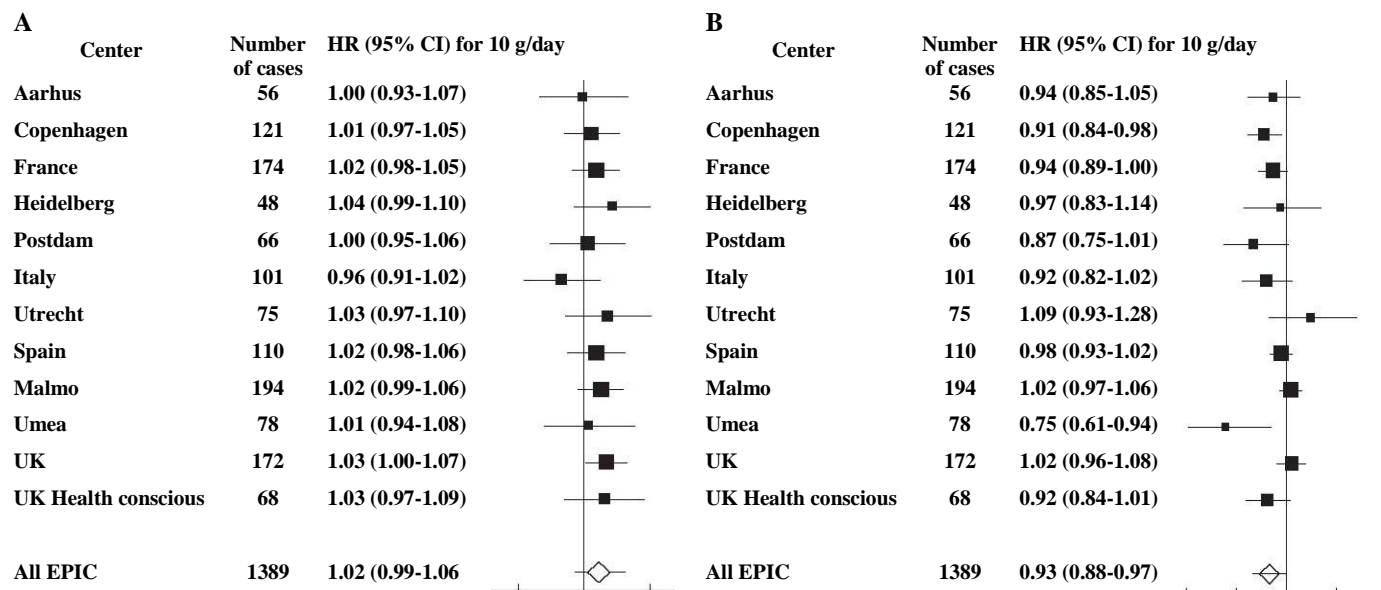 A
Center Number of cases HR (95% CI) for 10 g/day
Aarhus 56 1.00 (0.93-1.07)
Copenhagen 121 1.01 (0.97-1.05)
France 174 1.02 (0.98-1.05)
Heidelberg 48 1.04 (0.99-1.10)
Postdam 66 1.00 (0.95-1.06)
Italy 101 0.96 (0.91-1.02)
Utrecht 75 1.03 (0.97-1.10)
Spain 110 1.02 (0.98-1.06)
Malmo 194 1.02 (0.99-1.06)
Umea 78 1.01 (0.94-1.08)
UK 172 1.03 (1.00-1.07)
UK Health conscious 68 1.03 (0.97-1.09)
All EPIC 1389 1.02 (0.99-1.06
B
Center Number of cases HR (95% CI) for 10 g/day
Aarhus 56 0.94 (0.85-1.05)
Copenhagen 121 0.91 (0.84-0.98)
France 174 0.94 (0.89-1.00)
Heidelberg 48 0.97 (0.83-1.14)
Postdam 66 0.87 (0.75-1.01)
Italy 101 0.92 (0.82-1.02)
Utrecht 75 1.09 (0.93-1.28)
Spain 110 0.98 (0.93-1.02)
Malmo 194 1.02 (0.97-1.06)
Umea 78 0.75 (0.61-0.94)
UK 172 1.02 (0.96-1.08)
UK Health conscious 68 0.92 (0.84-1.01)
All EPIC 1389 0.93 (0.88-0.97)